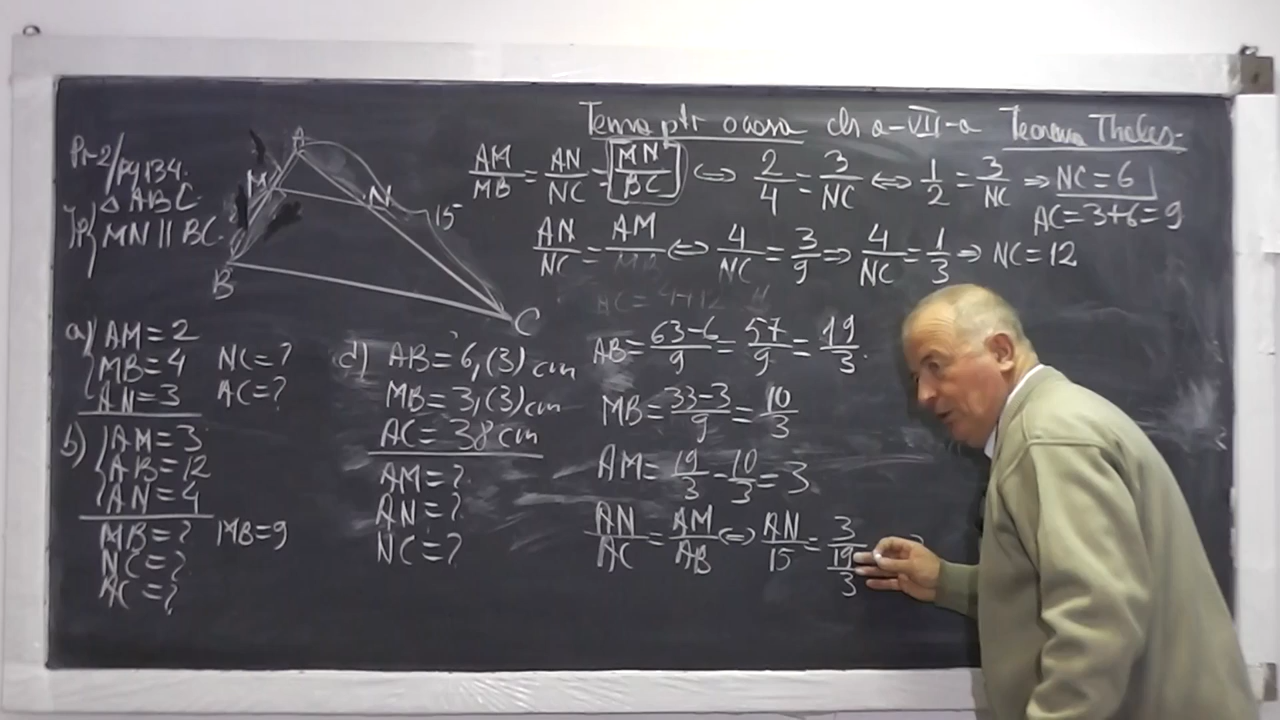 Tema ptr acasa cls a-VII-a Teorema Thales
Pr 2/pg 134.
△ABC
Ip{ MN || BC
A
M
N
15
B
C
AM/MB = AN/NC = MN/BC ⇔ 2/4 = 3/NC ⇔ 1/2 = 3/NC ⇒ NC = 6
AC = 3+6 = 9
AN/NC = AM/MB ⇔ 4/NC = 3/9 ⇒ 4/NC = 1/3 ⇒ NC = 12
AC = 4+12
a) AM = 2
MB = 4 NC = ?
AN = 3 AC = ?
b) AM = 3
AB = 12
AN = 4
MB = ? MB = 9
NC = ?
AC = ?
d) AB = 6,(3) cm
MB = 3,(3) cm
AC = 38 cm
AM = ?
AN = ?
NC = ?
AB = 63-6/9 = 57/9 = 19/3
MB = 33-3/9 = 10/3
AM = 19/3 - 10/3 = 3
AN/AC = AM/AB ⇔ AN/15 = 3/(19/3)